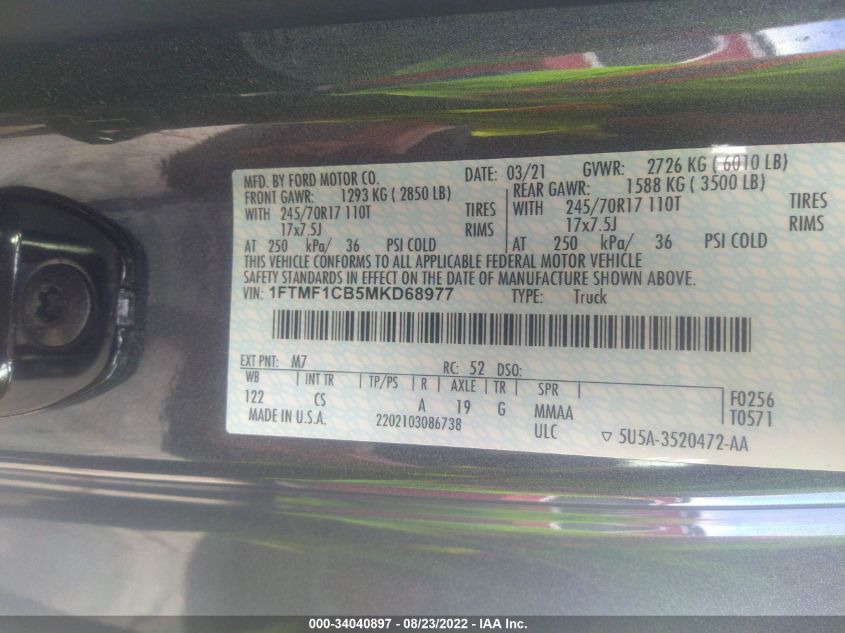 MFD. BY FORD MOTOR CO. DATE: 03/21 GVWR: 2726 KG ( 6010 LB)
FRONT GAWR: 1293 KG ( 2850 LB) REAR GAWR: 1588 KG ( 3500 LB)
WITH 245/70R17 110T TIRES WITH 245/70R17 110T TIRES
17x7.5J RIMS 17x7.5J RIMS
AT 250 kPa/ 36 PSI COLD AT 250 kPa/ 36 PSI COLD
THIS VEHICLE CONFORMS TO ALL APPLICABLE FEDERAL MOTOR VEHICLE
SAFETY STANDARDS IN EFFECT ON THE DATE OF MANUFACTURE SHOWN ABOVE.
VIN: 1FTMF1CB5MKD68977 TYPE: Truck
EXT PNT: M7 RC: 52 DSO:
WB INT TR TP/PS R AXLE TR SPR
122 CS A 19 G MMAA F0256
MADE IN U.S.A. 2202103086738 ULC T0571
▽ 5U5A-3520472-AA
000-34040897 - 08/23/2022 - IAA Inc.